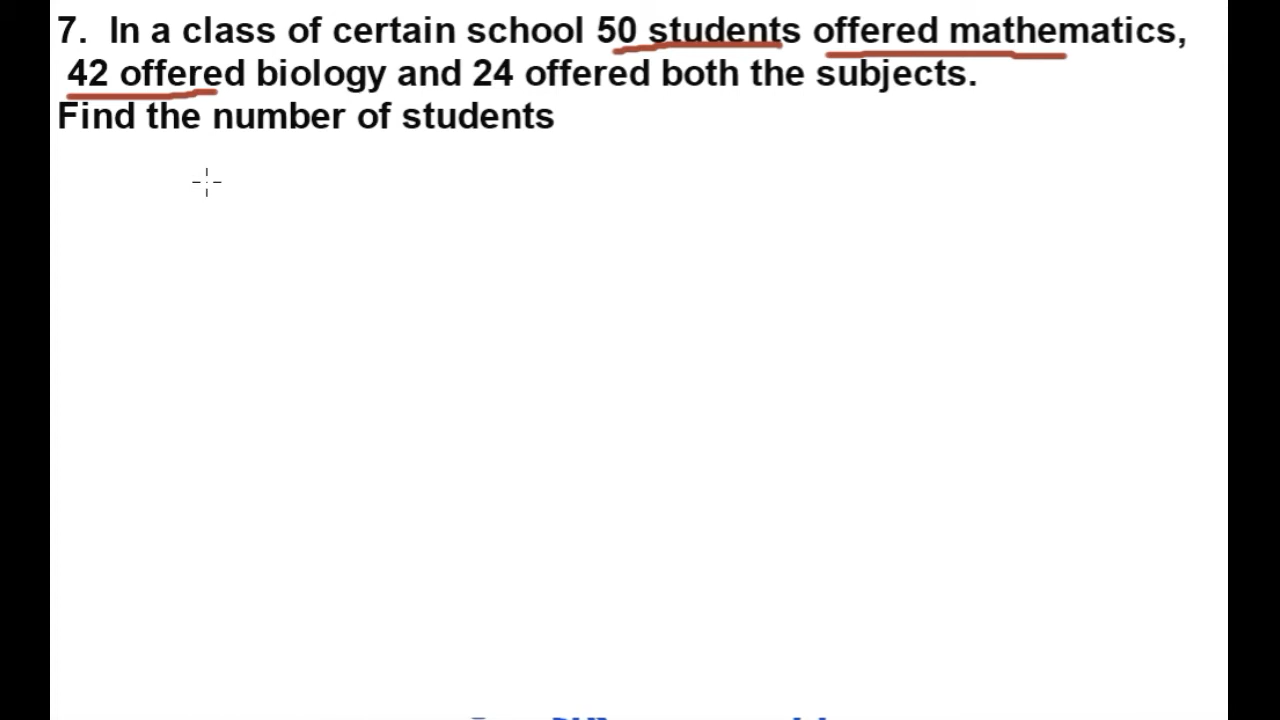 7. In a class of certain school 50 students offered mathematics,
42 offered biology and 24 offered both the subjects.
Find the number of students